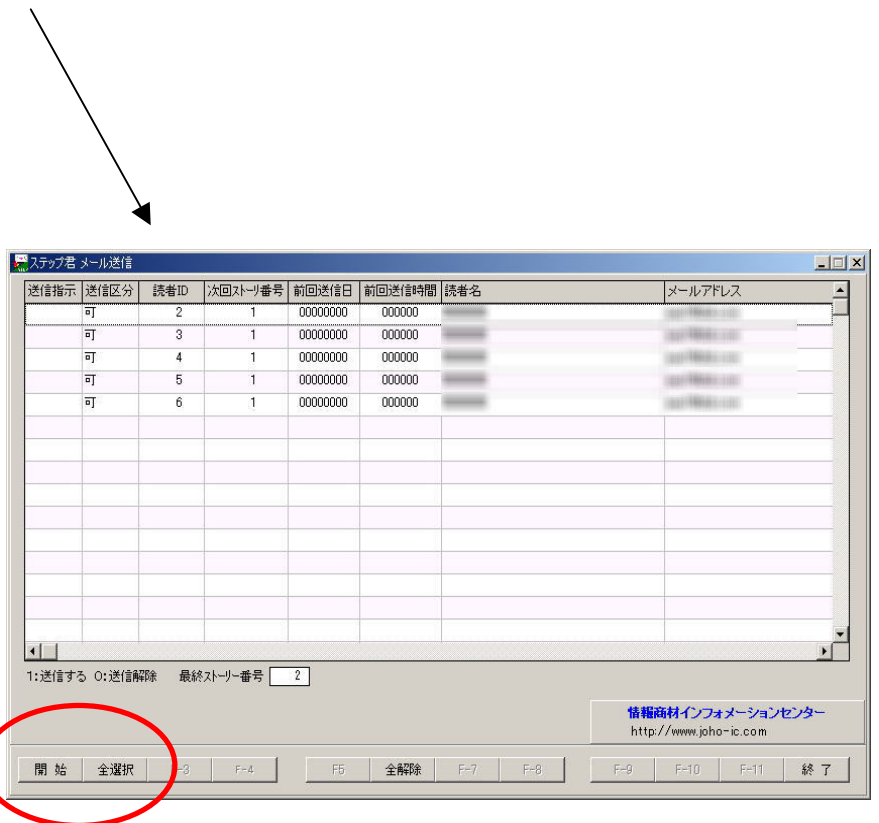 ステップ君 メール送信
送信指示 送信区分 読者ID 次回ストーリ番号 前回送信日 前回送信時間 読者名 メールアドレス
可 2 1 00000000 000000
可 3 1 00000000 000000
可 4 1 00000000 000000
可 5 1 00000000 000000
可 6 1 00000000 000000
1:送信する 0:送信解除 最終ストーリー番号 2
情報商材インフォメーションセンター
http://www.joho-ic.com
開 始 全選択 F-3 F-4 F5 全解除 F-7 F-8 F-9 F-10 F-11 終 了